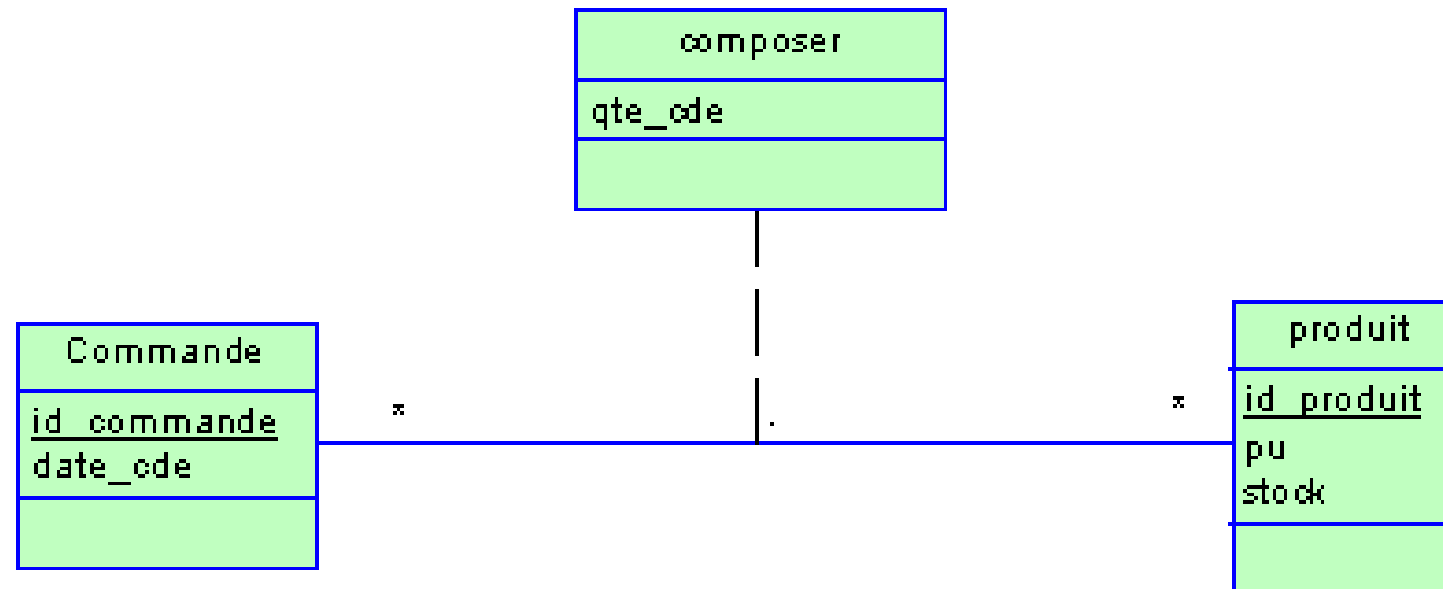 composer
qte_cde
Commande
id_commande
date_cde
*
*
.
produit
id_produit
pu
stock